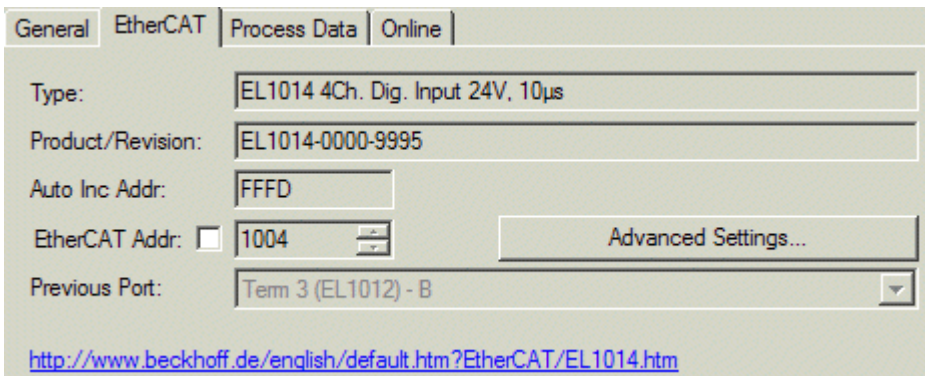 General EtherCAT Process Data Online
Type: EL1014 4Ch. Dig. Input 24V, 10µs
Product/Revision: EL1014-0000-9995
Auto Inc Addr: FFFD
EtherCAT Addr: 1004 Advanced Settings...
Previous Port: Term 3 (EL1012) - B
http://www.beckhoff.de/english/default.htm?EtherCAT/EL1014.htm